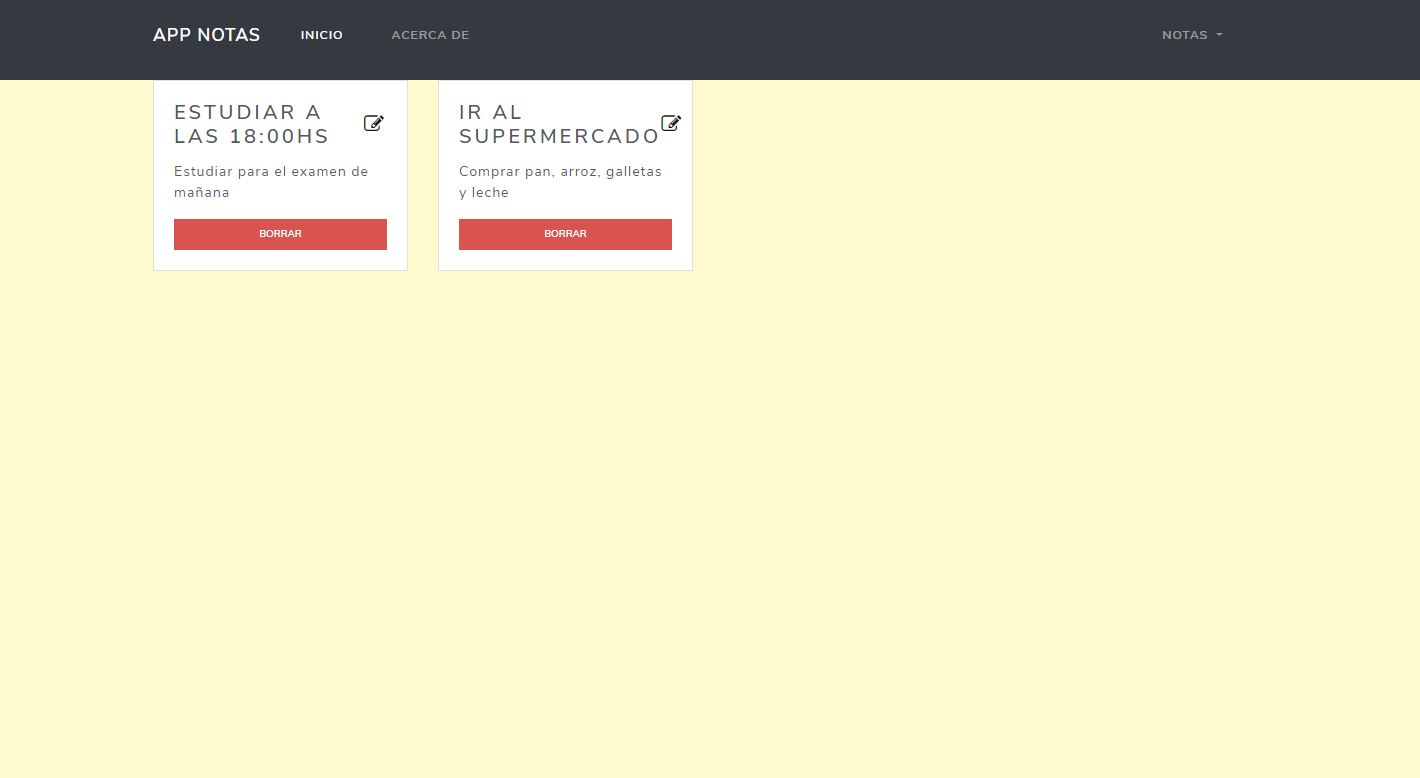 APP NOTAS INICIO ACERCA DE NOTAS
ESTUDIAR A
LAS 18:00HS
Estudiar para el examen de
mañana
BORRAR
IR AL
SUPERMERCADO
Comprar pan, arroz, galletas
y leche
BORRAR